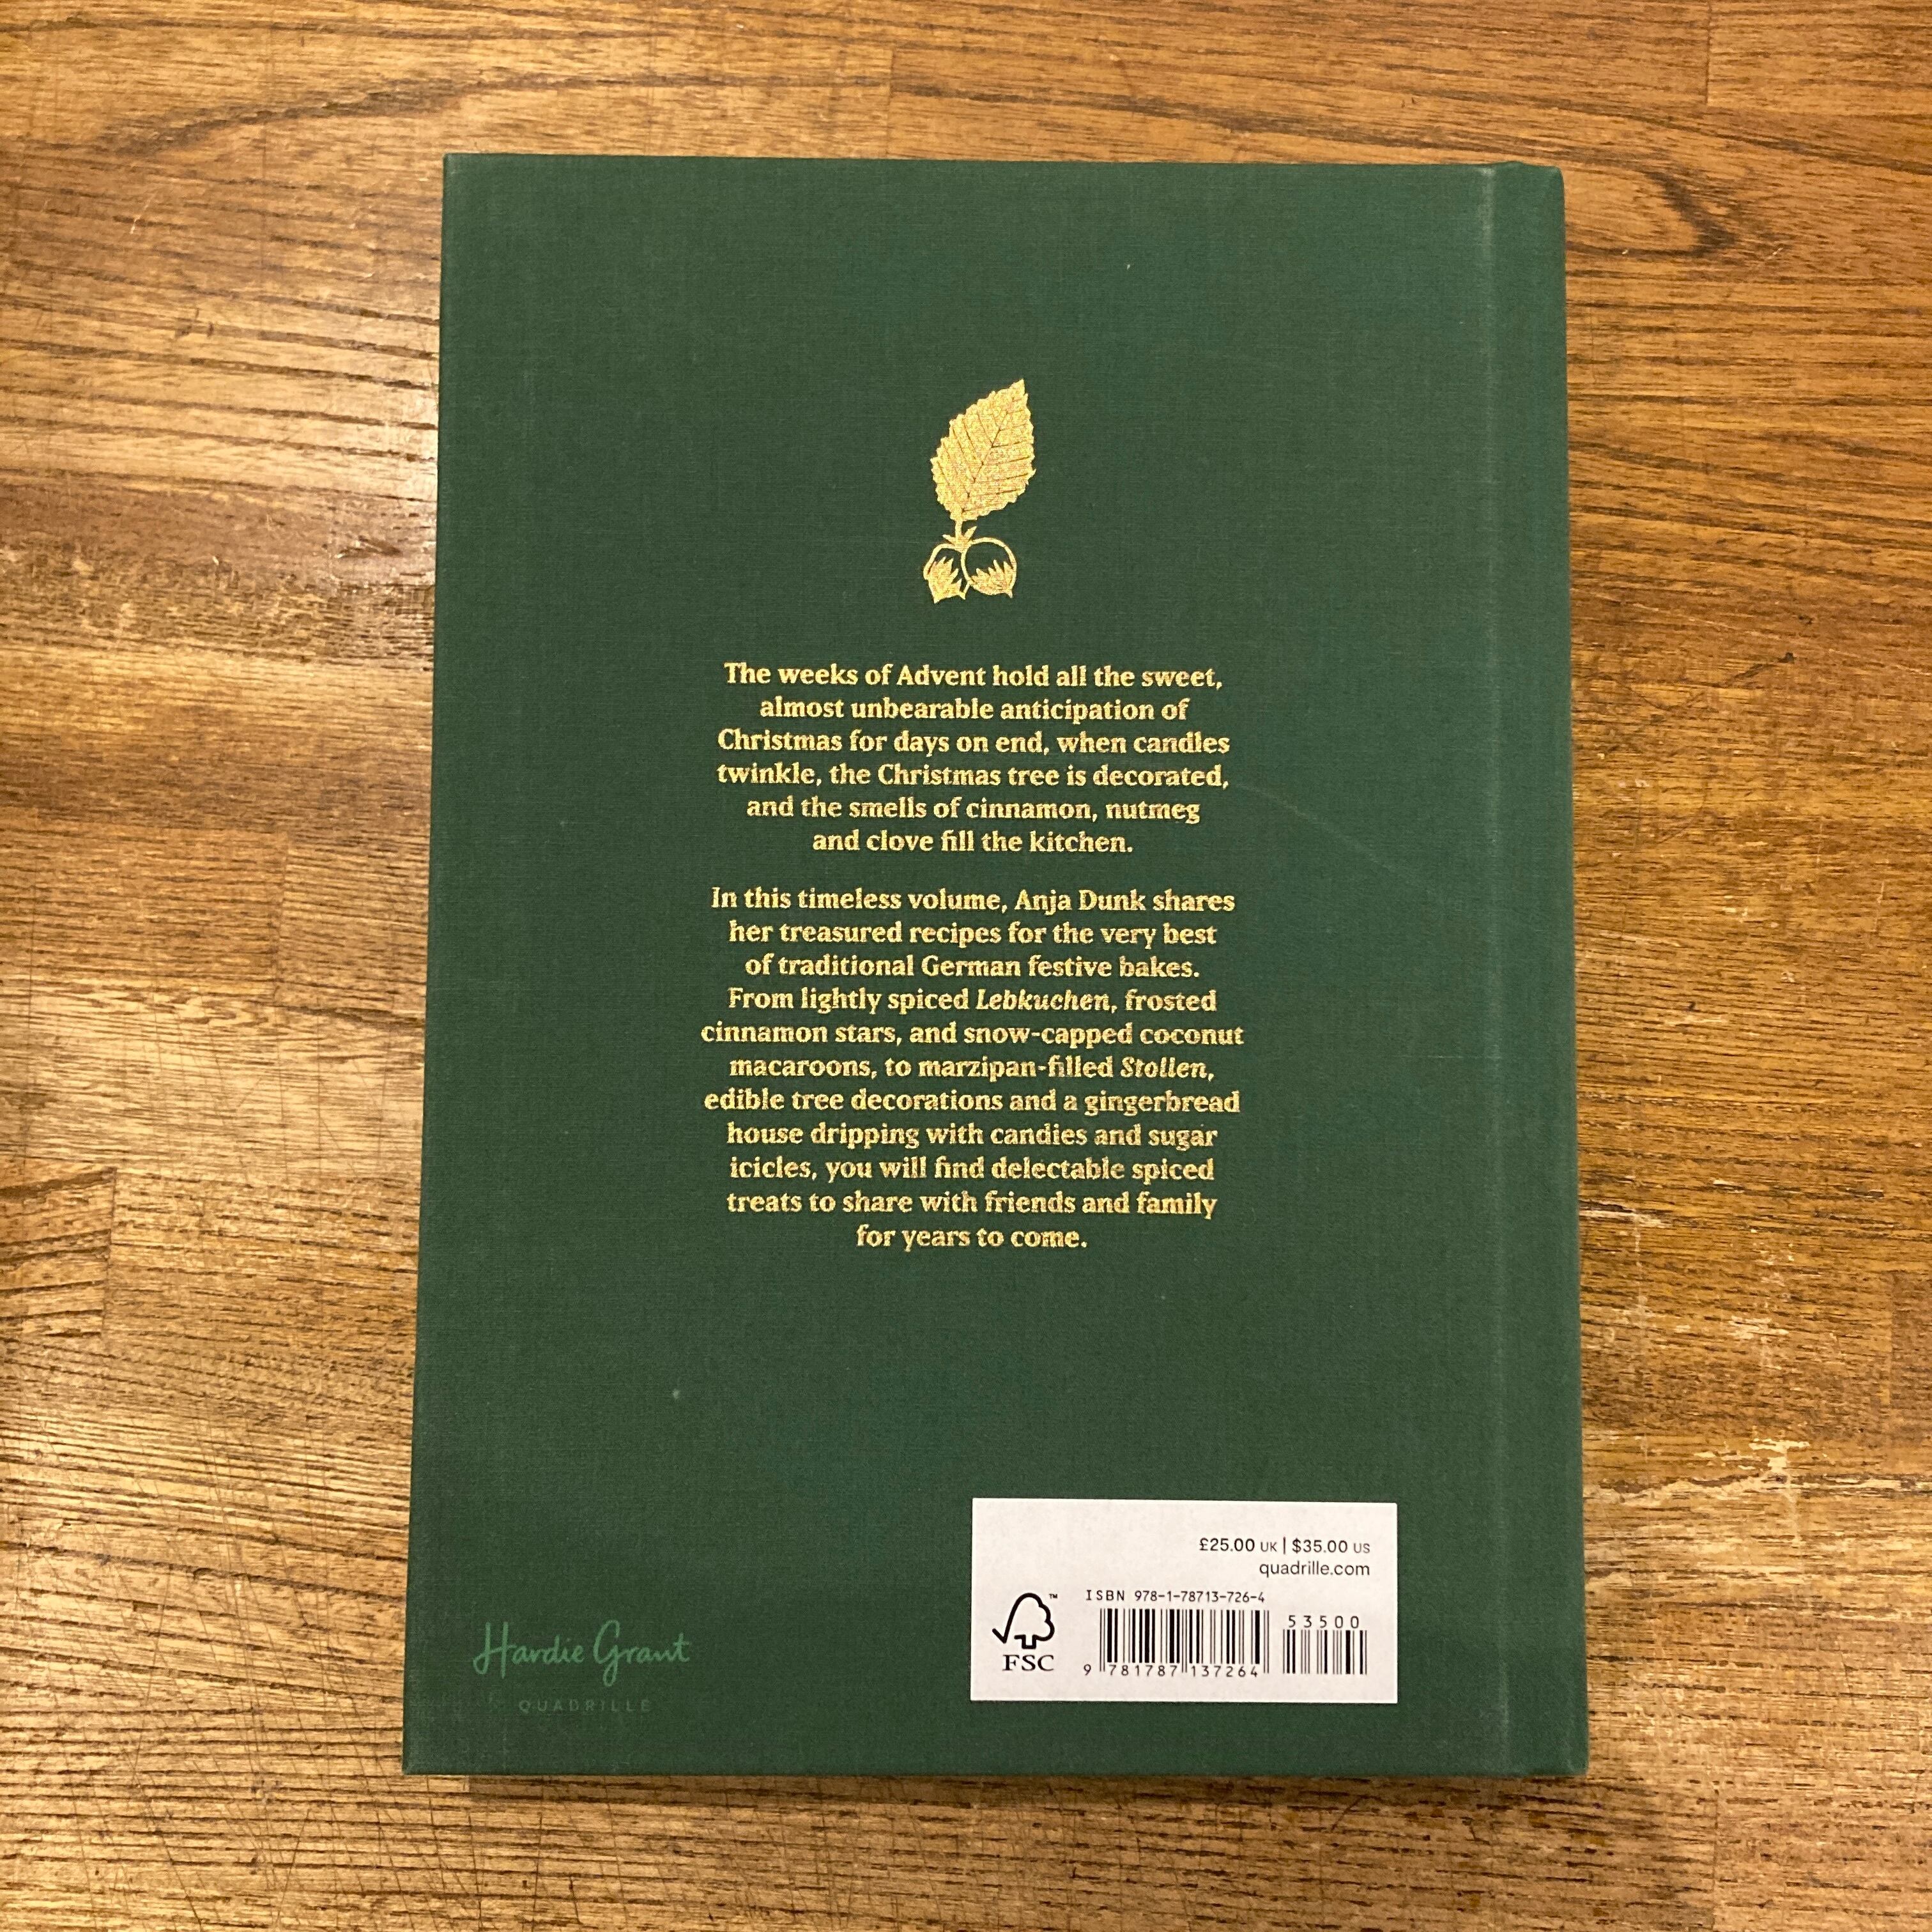 The weeks of Advent hold all the sweet,
almost unbearable anticipation of
Christmas for days on end, when candles
twinkle, the Christmas tree is decorated,
and the smells of cinnamon, nutmeg
and clove fill the kitchen.
In this timeless volume, Anja Dunk shares
her treasured recipes for the very best
of traditional German festive bakes.
From lightly spiced Lebkuchen, frosted
cinnamon stars, and snow-capped coconut
macaroons, to marzipan-filled Stollen,
edible tree decorations and a gingerbread
house dripping with candies and sugar
icicles, you will find delectable spiced
treats to share with friends and family
for years to come.
£25.00 UK | $35.00 US
quadrille.com
ISBN 978-1-78713-726-4
53500
9 781787 137264
FSC
™
Hardie Grant
QUADRILLE